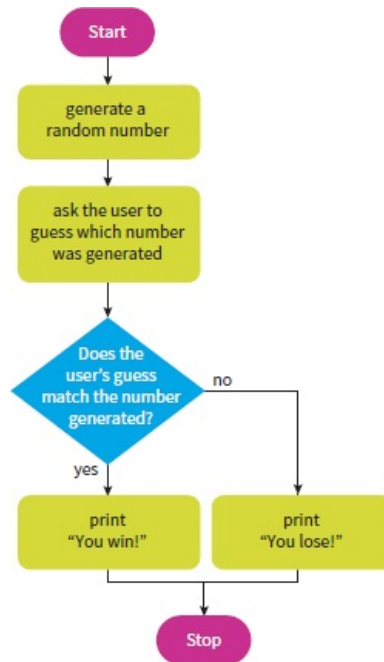 Start
generate a
random number
ask the user to
guess which number
was generated
Does the
user's guess
match the number
generated?
no
yes
print
“You win!”
print
“You lose!”
Stop